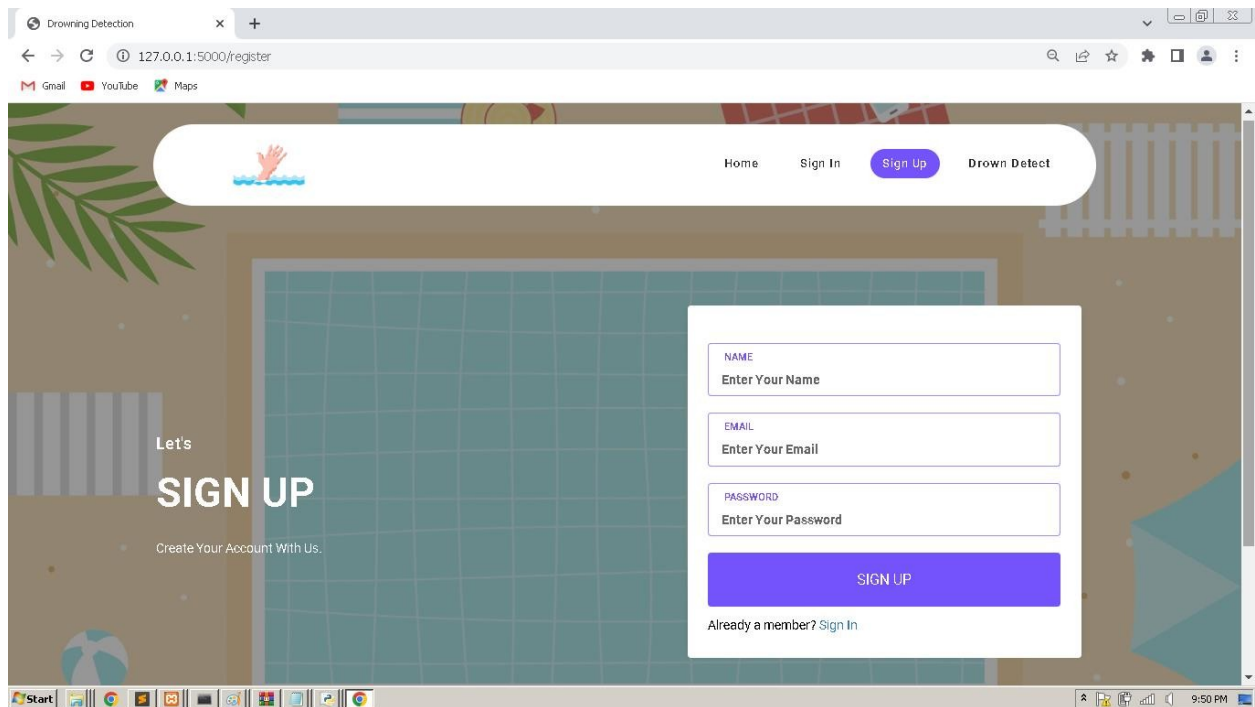 Drowning Detection
127.0.0.1:5000/register
Gmail YouTube Maps
Home Sign In Sign Up Drown Detect
Let's
SIGN UP
Create Your Account With Us.
NAME
Enter Your Name
EMAIL
Enter Your Email
PASSWORD
Enter Your Password
SIGN UP
Already a member? Sign In
Start
9:50 PM